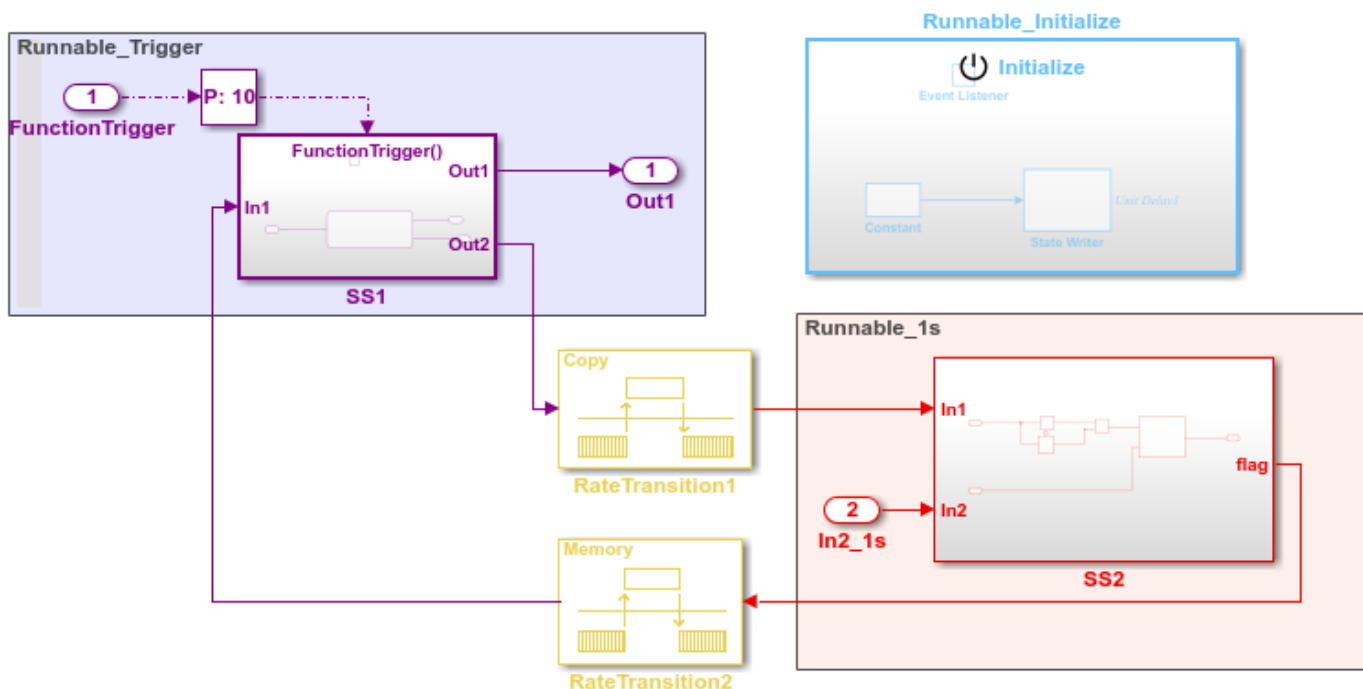 Runnable_Trigger
1
P: 10
FunctionTrigger
FunctionTrigger()
Out1
In1
Out2
SS1
1
Out1
Runnable_Initialize
Initialize
Event Listener
Constant
State Writer
Unit Delay1
Copy
RateTransition1
Memory
RateTransition2
Runnable_1s
In1
In2
flag
2
In2_1s
SS2